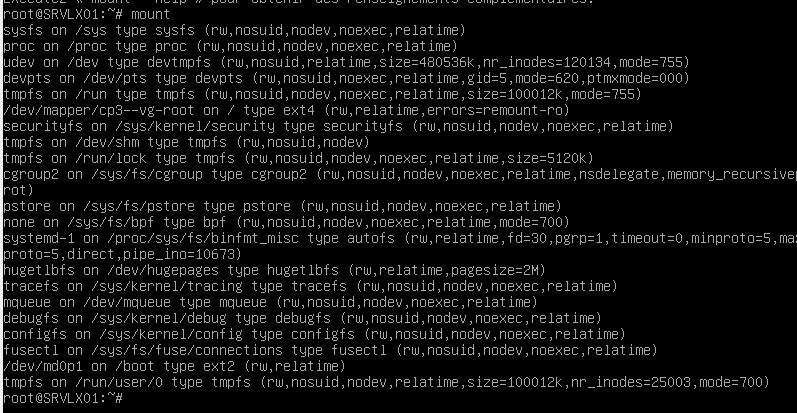 root@SRVLX01:~# mount
sysfs on /sys type sysfs (rw,nosuid,nodev,noexec,relatime)
proc on /proc type proc (rw,nosuid,nodev,noexec,relatime)
udev on /dev type devtmpfs (rw,nosuid,relatime,size=480536k,nr_inodes=120134,mode=755)
devpts on /dev/pts type devpts (rw,nosuid,noexec,relatime,gid=5,mode=620,ptmxmode=000)
tmpfs on /run type tmpfs (rw,nosuid,nodev,noexec,relatime,size=100012k,mode=755)
/dev/mapper/cp3--vg-root on / type ext4 (rw,relatime,errors=remount-ro)
securityfs on /sys/kernel/security type securityfs (rw,nosuid,nodev,noexec,relatime)
tmpfs on /dev/shm type tmpfs (rw,nosuid,nodev)
tmpfs on /run/lock type tmpfs (rw,nosuid,nodev,noexec,relatime,size=5120k)
cgroup2 on /sys/fs/cgroup type cgroup2 (rw,nosuid,nodev,noexec,relatime,nsdelegate,memory_recursivep
rot)
pstore on /sys/fs/pstore type pstore (rw,nosuid,nodev,noexec,relatime)
none on /sys/fs/bpf type bpf (rw,nosuid,nodev,noexec,relatime,mode=700)
systemd-1 on /proc/sys/fs/binfmt_misc type autofs (rw,relatime,fd=30,pgrp=1,timeout=0,minproto=5,max
proto=5,direct,pipe_ino=10673)
hugetlbfs on /dev/hugepages type hugetlbfs (rw,relatime,pagesize=2M)
tracefs on /sys/kernel/tracing type tracefs (rw,nosuid,nodev,noexec,relatime)
mqueue on /dev/mqueue type mqueue (rw,nosuid,nodev,noexec,relatime)
debugfs on /sys/kernel/debug type debugfs (rw,nosuid,nodev,noexec,relatime)
configfs on /sys/kernel/config type configfs (rw,nosuid,nodev,noexec,relatime)
fusectl on /sys/fs/fuse/connections type fusectl (rw,nosuid,nodev,noexec,relatime)
/dev/md0p1 on /boot type ext2 (rw,relatime)
tmpfs on /run/user/0 type tmpfs (rw,nosuid,nodev,relatime,size=100012k,nr_inodes=25003,mode=700)
root@SRVLX01:~#